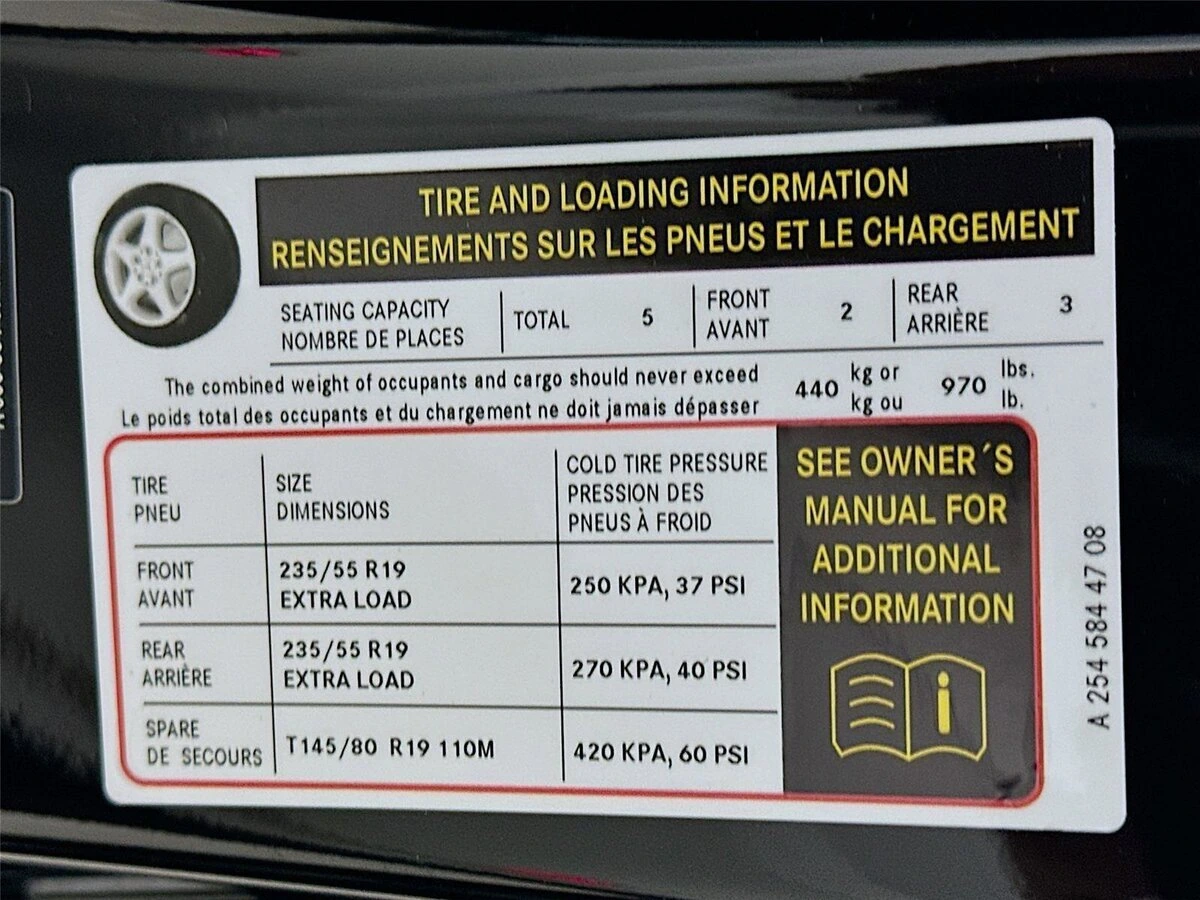 TIRE AND LOADING INFORMATION
RENSEIGNEMENTS SUR LES PNEUS ET LE CHARGEMENT
SEATING CAPACITY
NOMBRE DE PLACES
TOTAL 5
FRONT
AVANT
2
REAR
ARRIÈRE
3
The combined weight of occupants and cargo should never exceed
Le poids total des occupants et du chargement ne doit jamais dépasser
440
kg or
kg ou
970
lbs.
lb.
TIRE
PNEU
SIZE
DIMENSIONS
COLD TIRE PRESSURE
PRESSION DES
PNEUS À FROID
FRONT
AVANT
235/55 R19
EXTRA LOAD
250 KPA, 37 PSI
REAR
ARRIÈRE
235/55 R19
EXTRA LOAD
270 KPA, 40 PSI
SPARE
DE SECOURS
T145/80 R19 110M
420 KPA, 60 PSI
SEE OWNER´S
MANUAL FOR
ADDITIONAL
INFORMATION
i
A 254 584 47 08